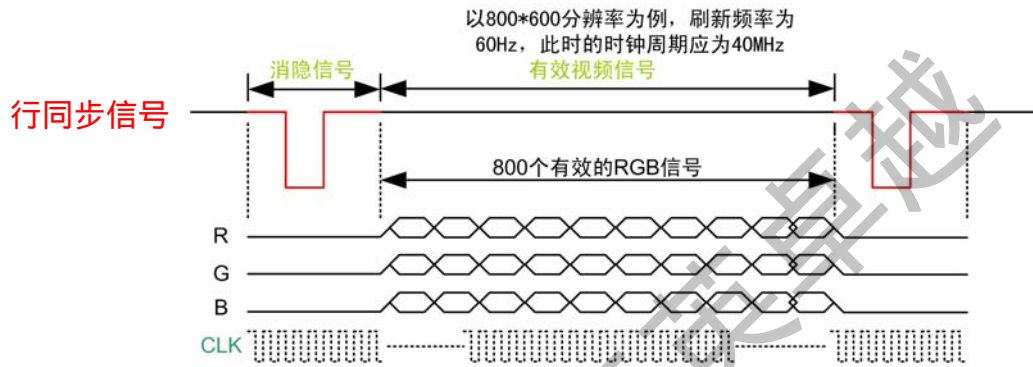 以800*600分辨率为例，刷新频率为
60Hz，此时的时钟周期应为40MHz
消隐信号
有效视频信号
行同步信号
800个有效的RGB信号
R
G
B
CLK
英卓越